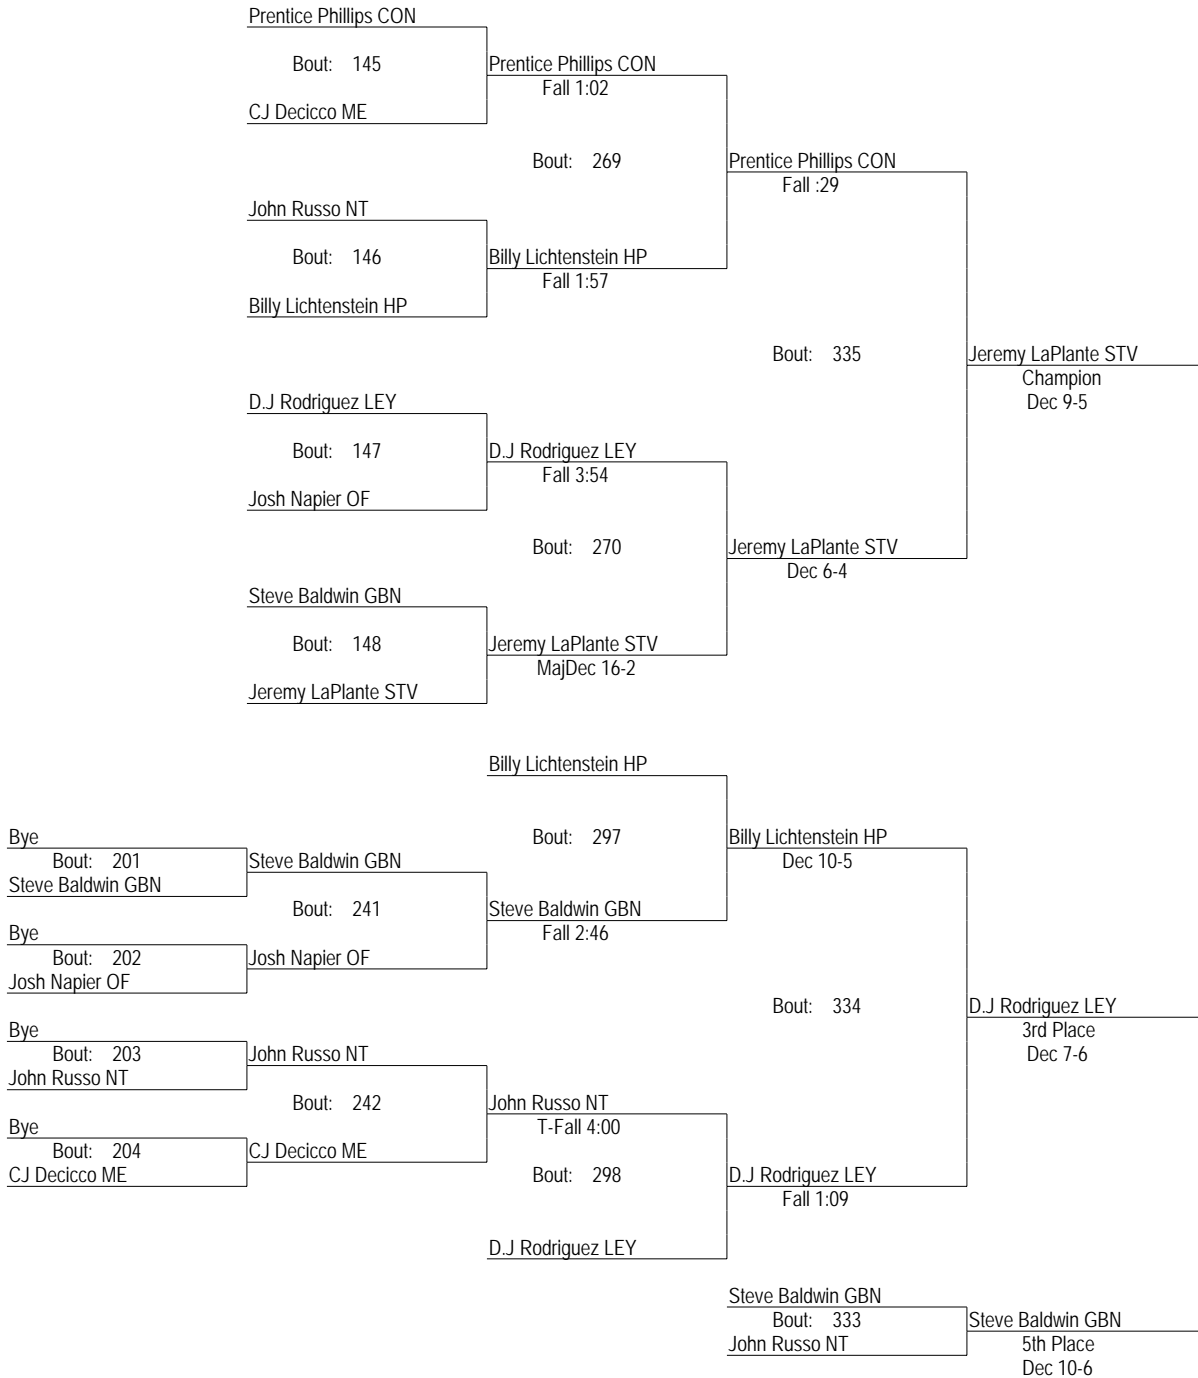 Prentice Phillips CON
Bout: 145
Prentice Phillips CON
Fall 1:02
CJ Decicco ME
Bout: 269
Prentice Phillips CON
Fall :29
John Russo NT
Bout: 146
Billy Lichtenstein HP
Fall 1:57
Billy Lichtenstein HP
Bout: 335
Jeremy LaPlante STV
Champion
Dec 9-5
D.J Rodriguez LEY
Bout: 147
D.J Rodriguez LEY
Fall 3:54
Josh Napier OF
Bout: 270
Jeremy LaPlante STV
Dec 6-4
Steve Baldwin GBN
Bout: 148
Jeremy LaPlante STV
MajDec 16-2
Jeremy LaPlante STV
Billy Lichtenstein HP
Bye
Bout: 297
Billy Lichtenstein HP
Dec 10-5
Bout: 201
Steve Baldwin GBN
Steve Baldwin GBN
Bout: 241
Steve Baldwin GBN
Fall 2:46
Bye
Bout: 202
Josh Napier OF
Josh Napier OF
Bout: 334
D.J Rodriguez LEY
3rd Place
Dec 7-6
Bye
Bout: 203
John Russo NT
John Russo NT
Bout: 242
John Russo NT
T-Fall 4:00
Bye
Bout: 204
CJ Decicco ME
CJ Decicco ME
Bout: 298
D.J Rodriguez LEY
Fall 1:09
D.J Rodriguez LEY
Steve Baldwin GBN
Bout: 333
Steve Baldwin GBN
John Russo NT
5th Place
Dec 10-6